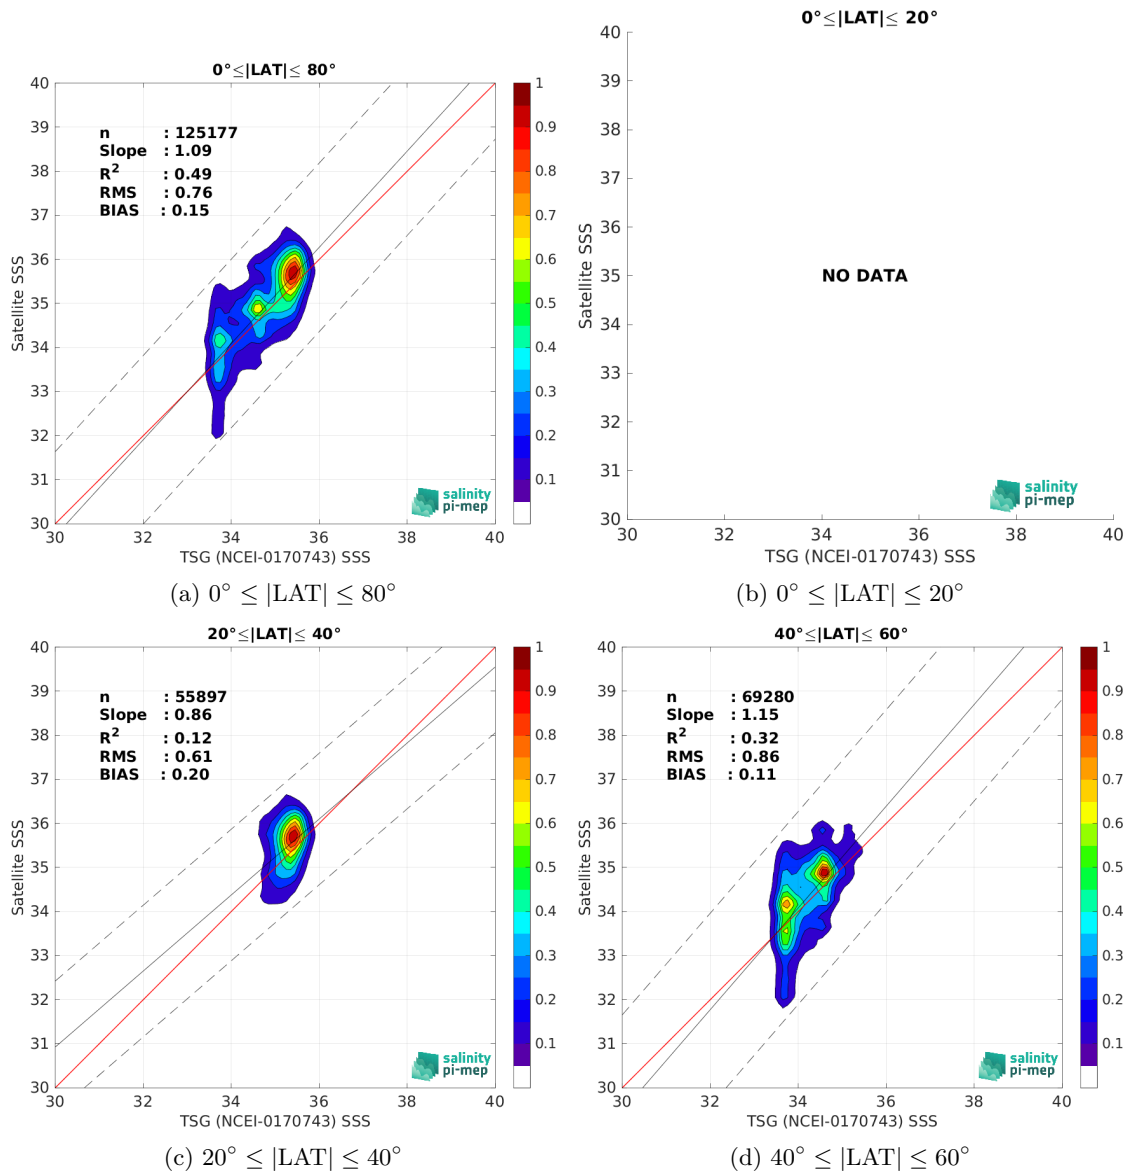 0°≤|LAT|≤ 80°
40
39
38
37
36
35
34
33
32
31
30
Satellite SSS
n : 125177
Slope : 1.09
R² : 0.49
RMS : 0.76
BIAS : 0.15
salinity
pi-mep
30 32 34 36 38 40
TSG (NCEI-0170743) SSS
1
0.9
0.8
0.7
0.6
0.5
0.4
0.3
0.2
0.1
(a) 0° ≤ |LAT| ≤ 80°
0°≤|LAT|≤ 20°
40
39
38
37
36
35
34
33
32
31
30
Satellite SSS
NO DATA
salinity
pi-mep
30 32 34 36 38 40
TSG (NCEI-0170743) SSS
(b) 0° ≤ |LAT| ≤ 20°
20°≤|LAT|≤ 40°
40
39
38
37
36
35
34
33
32
31
30
Satellite SSS
n : 55897
Slope : 0.86
R² : 0.12
RMS : 0.61
BIAS : 0.20
salinity
pi-mep
30 32 34 36 38 40
TSG (NCEI-0170743) SSS
1
0.9
0.8
0.7
0.6
0.5
0.4
0.3
0.2
0.1
(c) 20° ≤ |LAT| ≤ 40°
40°≤|LAT|≤ 60°
40
39
38
37
36
35
34
33
32
31
30
Satellite SSS
n : 69280
Slope : 1.15
R² : 0.32
RMS : 0.86
BIAS : 0.11
salinity
pi-mep
30 32 34 36 38 40
TSG (NCEI-0170743) SSS
1
0.9
0.8
0.7
0.6
0.5
0.4
0.3
0.2
0.1
(d) 40° ≤ |LAT| ≤ 60°